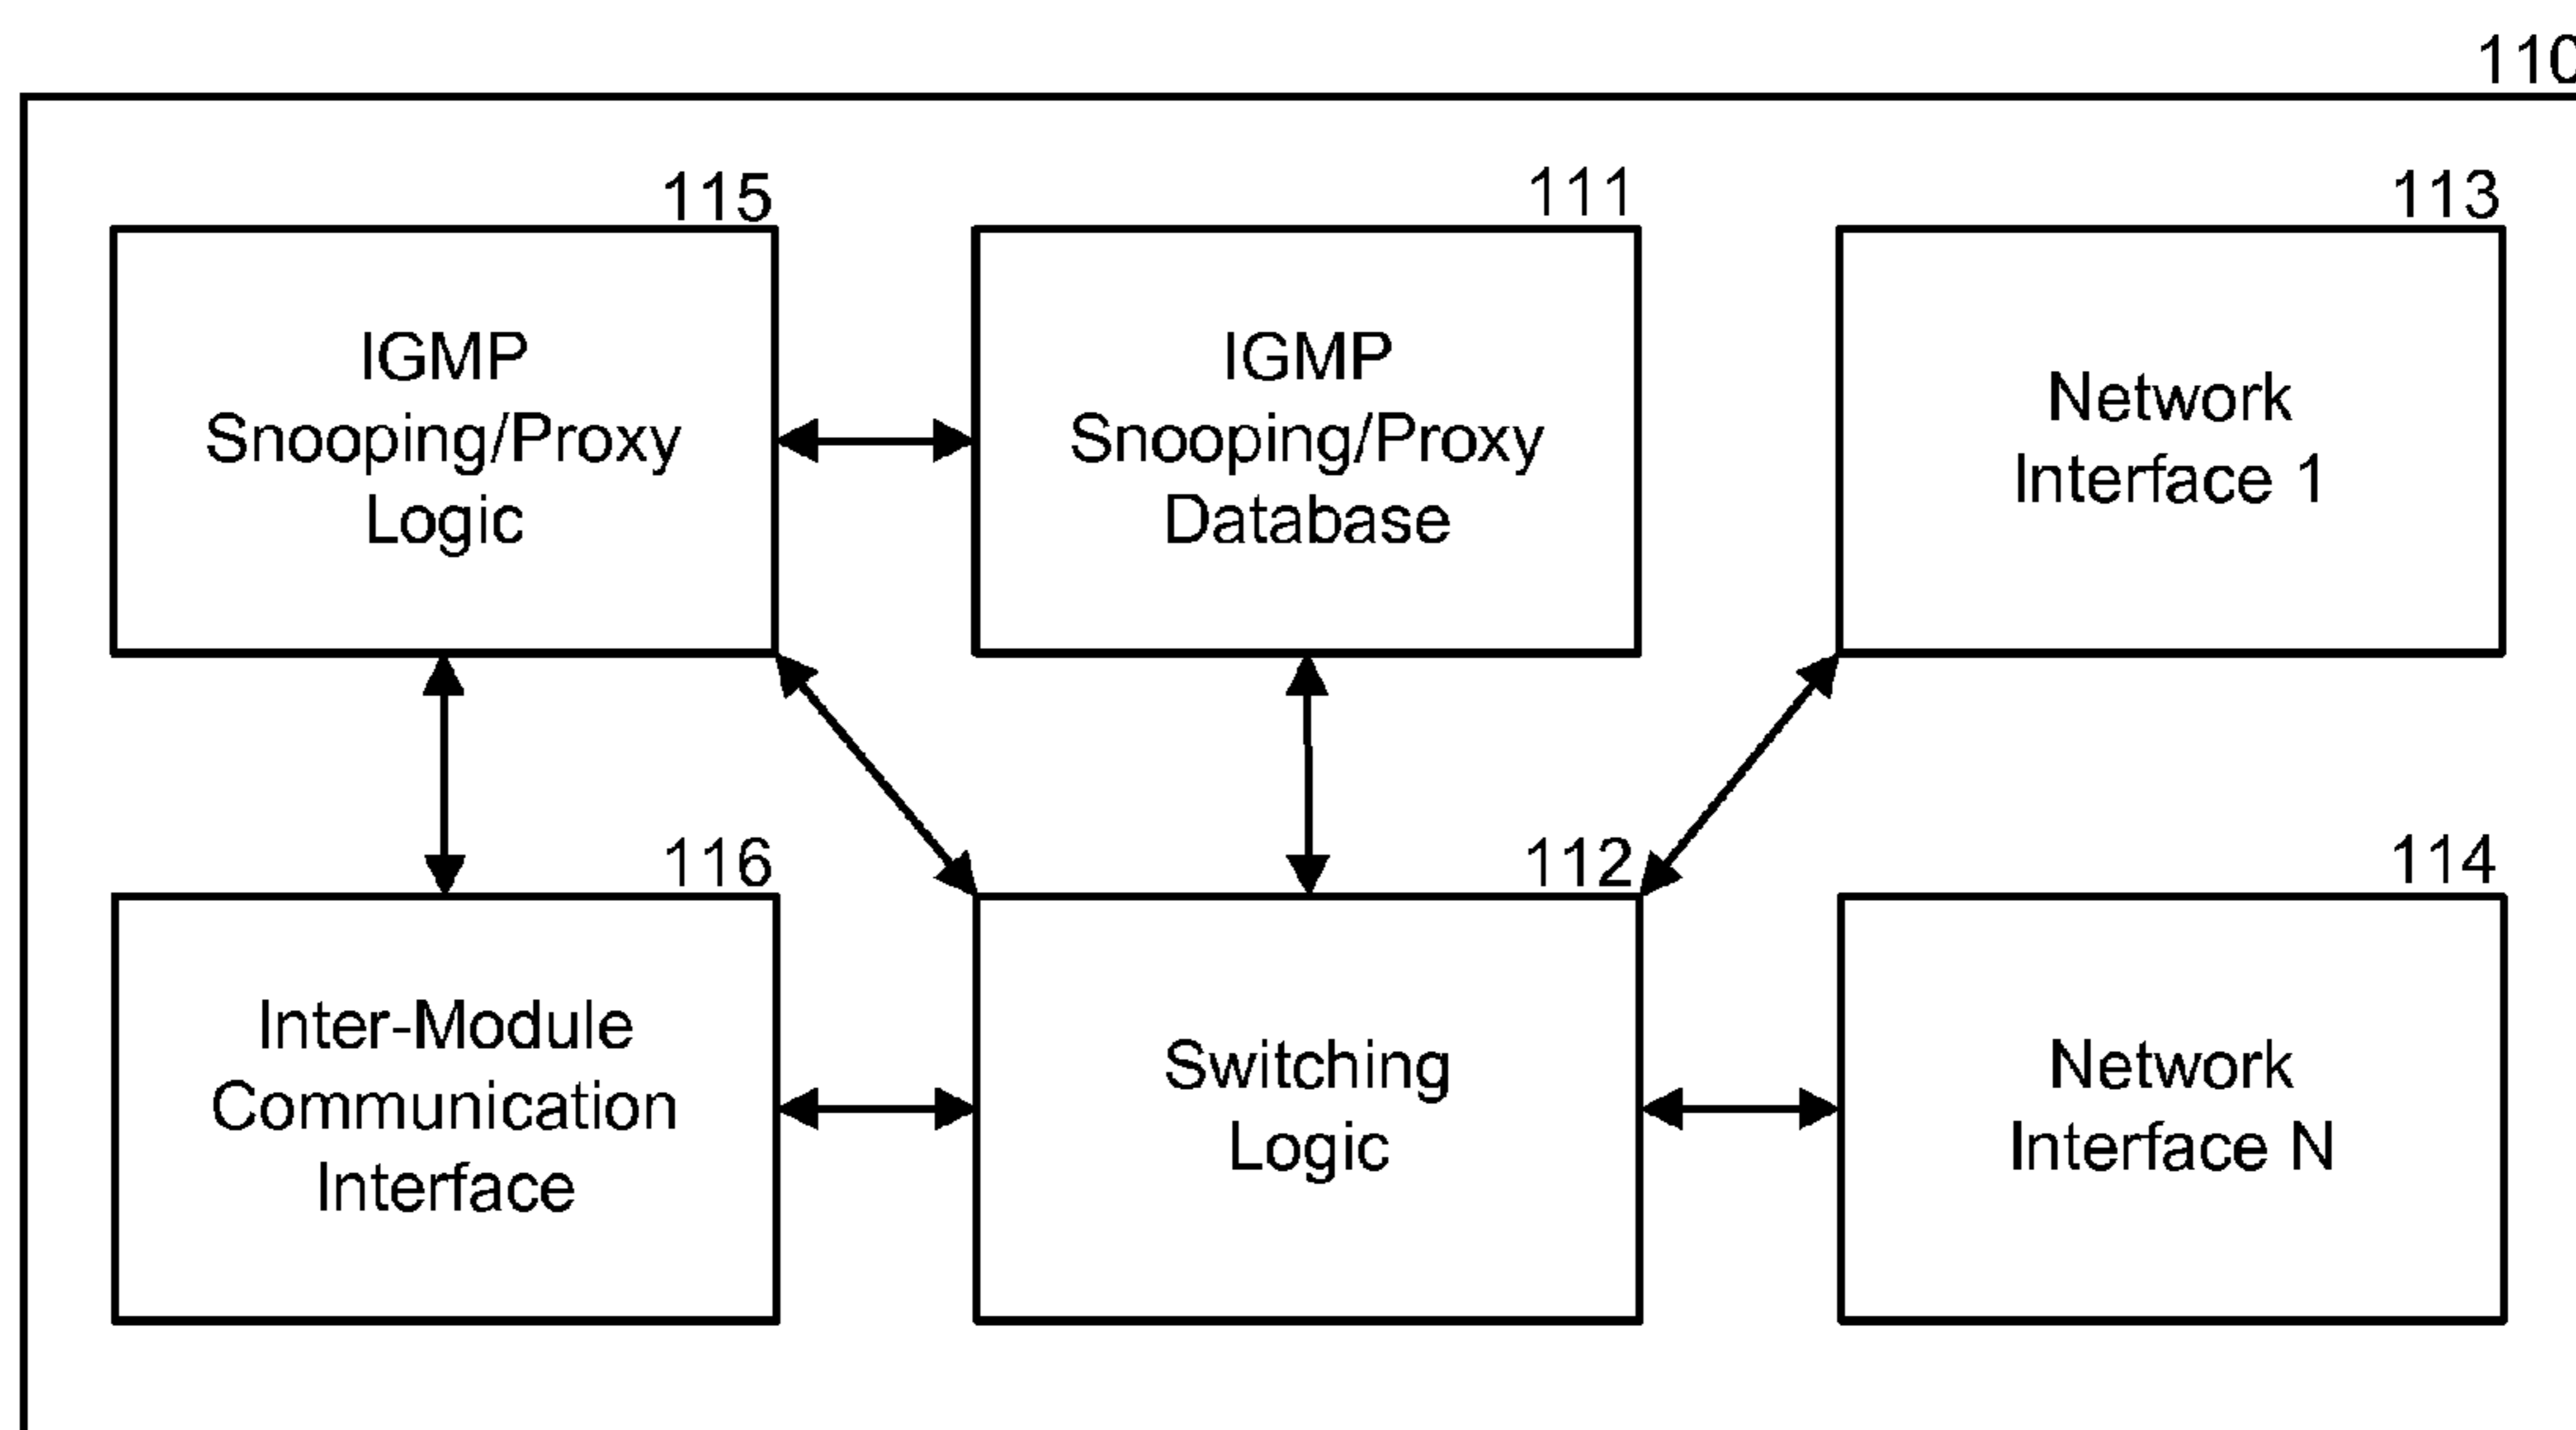 110
115
IGMP
Snooping/Proxy
Logic
111
IGMP
Snooping/Proxy
Database
113
Network
Interface 1
116
Inter-Module
Communication
Interface
112
Switching
Logic
114
Network
Interface N